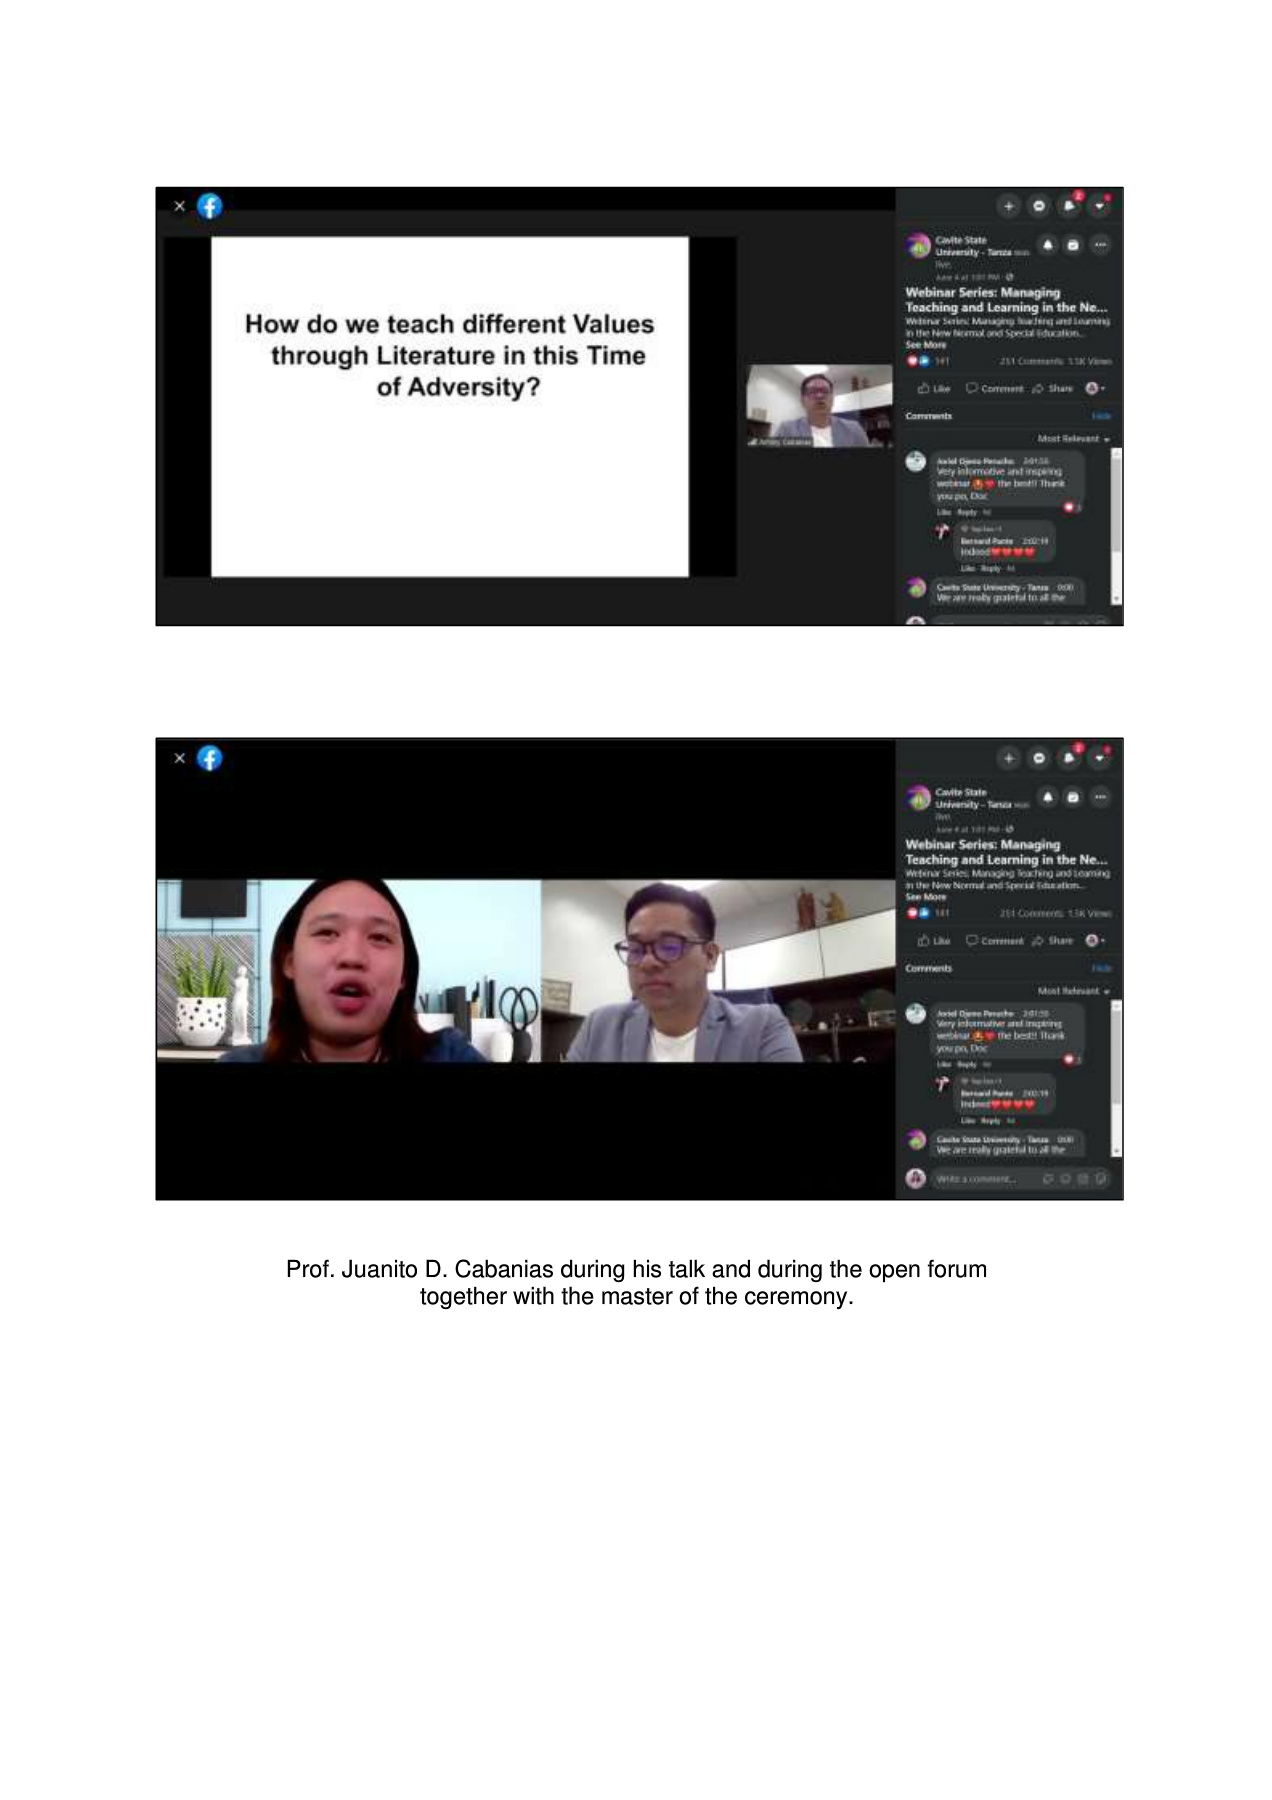 How do we teach different Values
through Literature in this Time
of Adversity?
Cavite State
University - Tanza was
live.
June 4 at 1:01 PM
Webinar Series: Managing
Teaching and Learning in the Ne...
Webinar Series: Managing Teaching and Learning
in the New Normal and Special Education...
See More
141 251 Comments 1.5K Views
Like Comment Share
Comments Hide
Most Relevant
2:01:55
Very informative and inspiring
webinar the best!! Thank
you po, Doc
Like Reply 4d
Bernard Pante 2:02:19
Indeed
Like Reply 4d
Cavite State University - Tanza 0:00
We are really grateful to all the
Cavite State
University - Tanza was
live.
June 4 at 1:01 PM
Webinar Series: Managing
Teaching and Learning in the Ne...
Webinar Series: Managing Teaching and Learning
in the New Normal and Special Education...
See More
141 251 Comments 1.5K Views
Like Comment Share
Comments Hide
Most Relevant
2:01:55
Very informative and inspiring
webinar the best!! Thank
you po, Doc
Like Reply 4d
Bernard Pante 2:02:19
Indeed
Like Reply 4d
Cavite State University - Tanza 0:00
We are really grateful to all the
Write a comment...
Prof. Juanito D. Cabanias during his talk and during the open forum
together with the master of the ceremony.